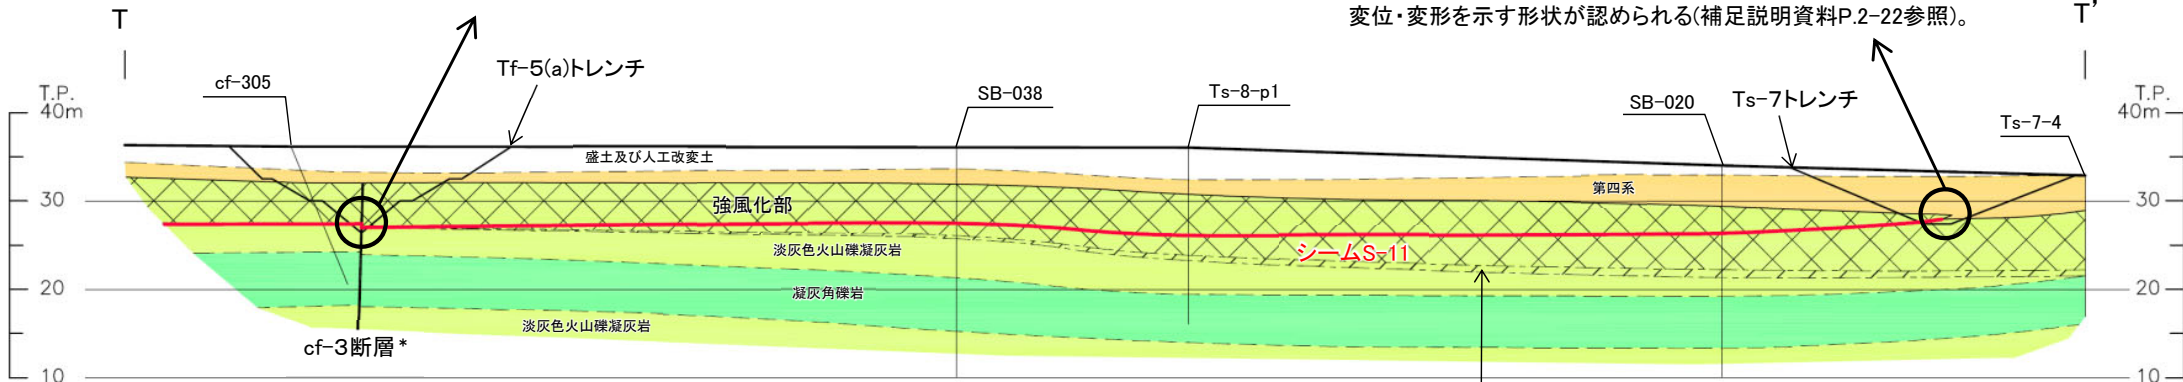 変位・変形を示す形状が認められる(補足説明資料P.2-22参照)。
T
T’
cf-305
Tf-5(a)トレンチ
SB-038
Ts-8-p1
SB-020
Ts-7トレンチ
Ts-7-4
T.P.
40m
T.P.
40m
盛土及び人工改変土
第四系
30
強風化部
30
淡灰色火山礫凝灰岩
シームS-11
20
凝灰角礫岩
20
淡灰色火山礫凝灰岩
cf-3断層*
10
10